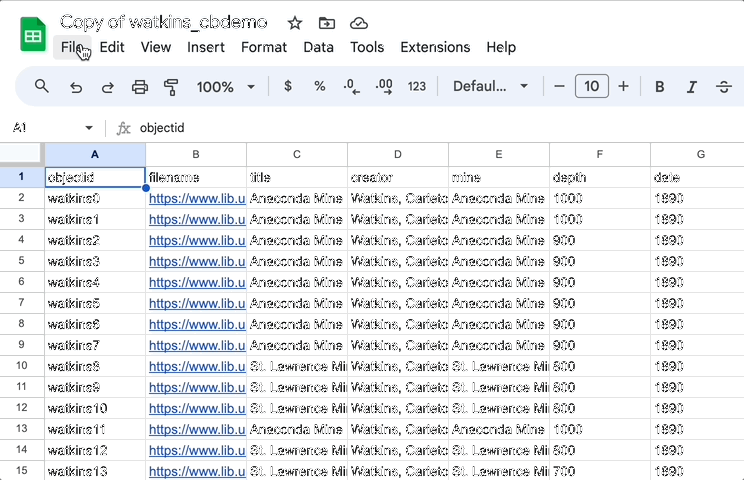 Copy of watkins_cbdemo
File Edit View Insert Format Data Tools Extensions Help
100% $ % .0 .00 123 Defaul... − 10 + B I S
A1 fx objectid
A B C D E F G
1 objectid filename title creator mine depth date
2 watkins0 https://www.lib.u Anaconda Mine Watkins, Carleto Anaconda Mine 1000 1890
3 watkins1 https://www.lib.u Anaconda Mine Watkins, Carleto Anaconda Mine 1000 1890
4 watkins2 https://www.lib.u Anaconda Mine Watkins, Carleto Anaconda Mine 900 1890
5 watkins3 https://www.lib.u Anaconda Mine Watkins, Carleto Anaconda Mine 900 1890
6 watkins4 https://www.lib.u Anaconda Mine Watkins, Carleto Anaconda Mine 900 1890
7 watkins5 https://www.lib.u Anaconda Mine Watkins, Carleto Anaconda Mine 900 1890
8 watkins6 https://www.lib.u Anaconda Mine Watkins, Carleto Anaconda Mine 900 1890
9 watkins7 https://www.lib.u Anaconda Mine Watkins, Carleto Anaconda Mine 900 1890
10 watkins8 https://www.lib.u St. Lawrence Mi Watkins, Carleto St. Lawrence Mi 600 1890
11 watkins9 https://www.lib.u St. Lawrence Mi Watkins, Carleto St. Lawrence Mi 600 1890
12 watkins10 https://www.lib.u St. Lawrence Mi Watkins, Carleto St. Lawrence Mi 600 1890
13 watkins11 https://www.lib.u Anaconda Mine Watkins, Carleto Anaconda Mine 1000 1890
14 watkins12 https://www.lib.u St. Lawrence Mi Watkins, Carleto St. Lawrence Mi 600 1890
15 watkins13 https://www.lib.u St. Lawrence Mi Watkins, Carleto St. Lawrence Mi 700 1890